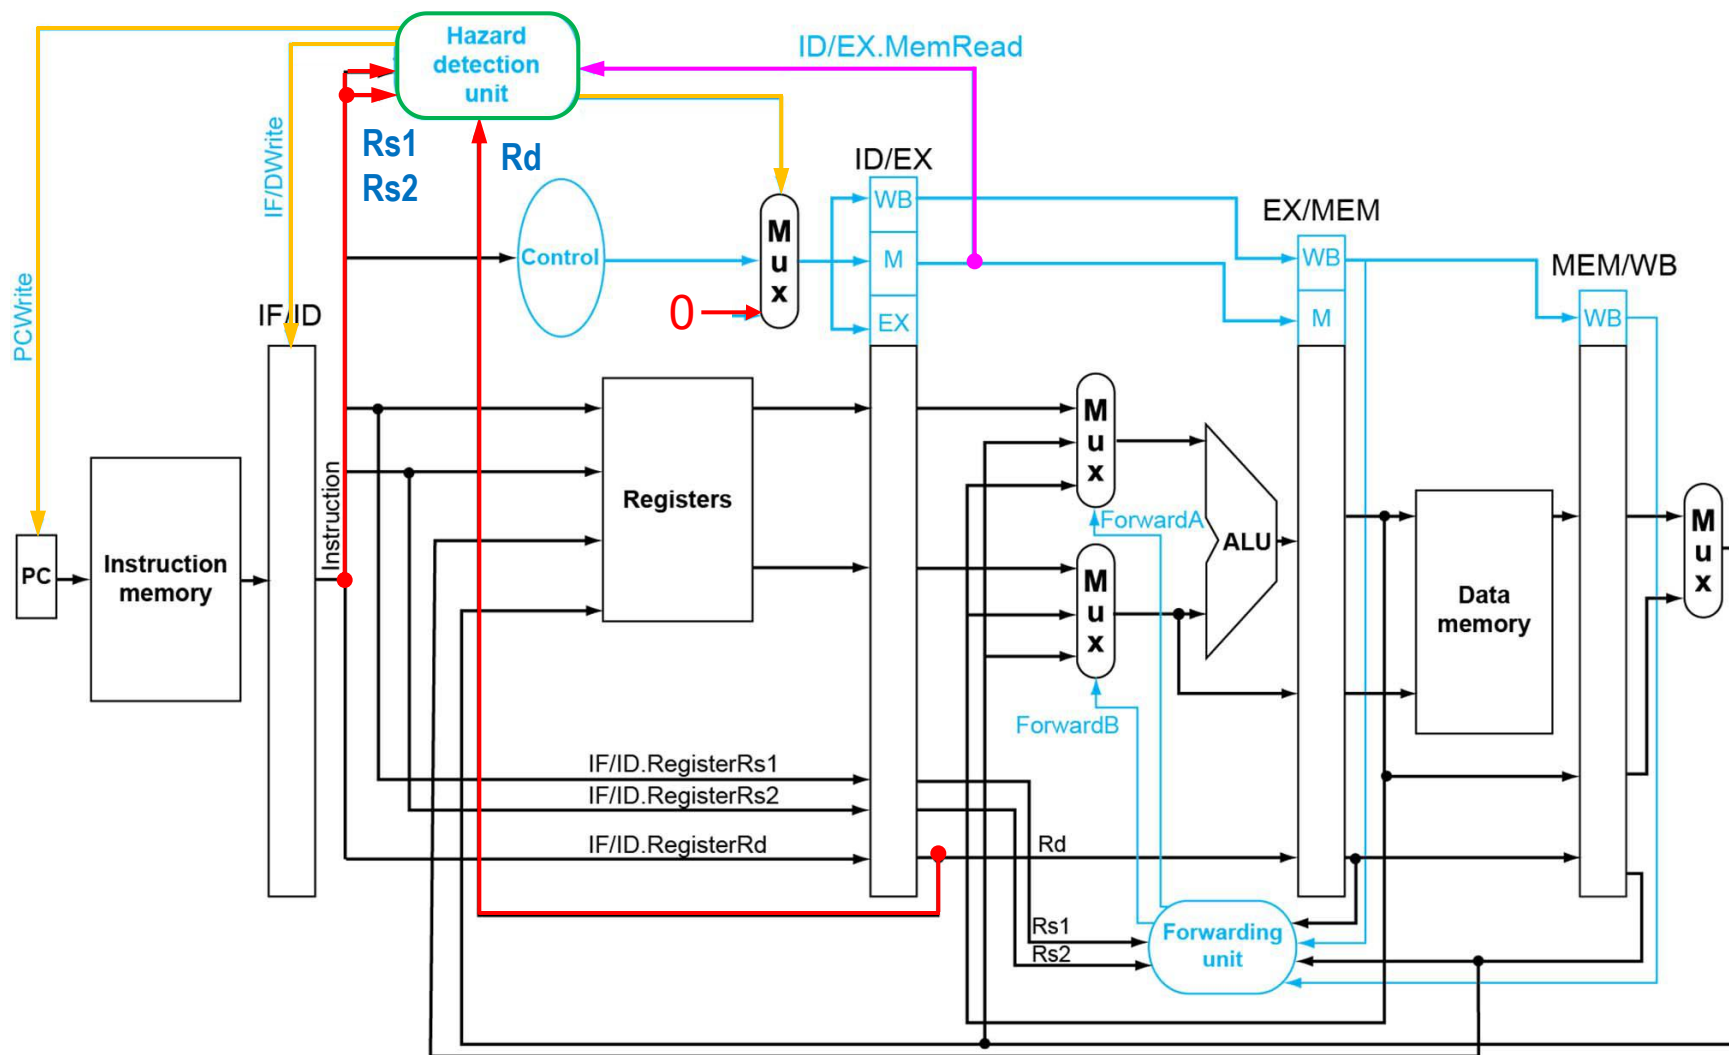 Hazard
detection
unit
ID/EX.MemRead
Rs1
Rs2
Rd
IF/DWrite
PCWrite
ID/EX
WB
M
EX
Control
M
u
x
0
EX/MEM
WB
M
MEM/WB
WB
IF/ID
Instruction
PC
Instruction
memory
Registers
M
u
x
ForwardA
M
u
x
ForwardB
ALU
Data
memory
M
u
x
IF/ID.RegisterRs1
IF/ID.RegisterRs2
IF/ID.RegisterRd
Rd
Rs1
Rs2
Forwarding
unit